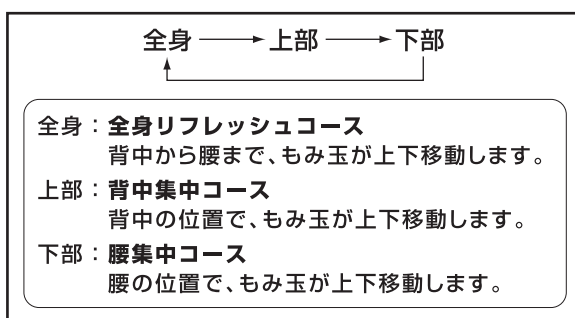 全身 上部 下部
全身：全身リフレッシュコース
背中から腰まで、もみ玉が上下移動します。
上部：背中集中コース
背中の位置で、もみ玉が上下移動します。
下部：腰集中コース
腰の位置で、もみ玉が上下移動します。